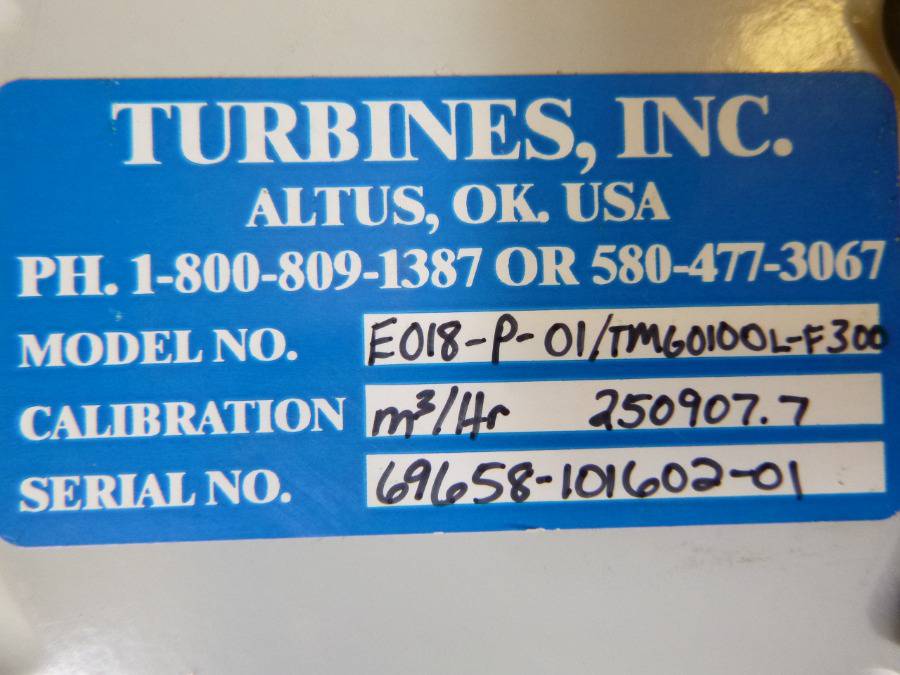 TURBINES, INC.
ALTUS, OK. USA
PH. 1-800-809-1387 OR 580-477-3067
MODEL NO. E018-P-01/TMG0100L-F300
CALIBRATION m³/Hr 250907.7
SERIAL NO. 69658-101602-01